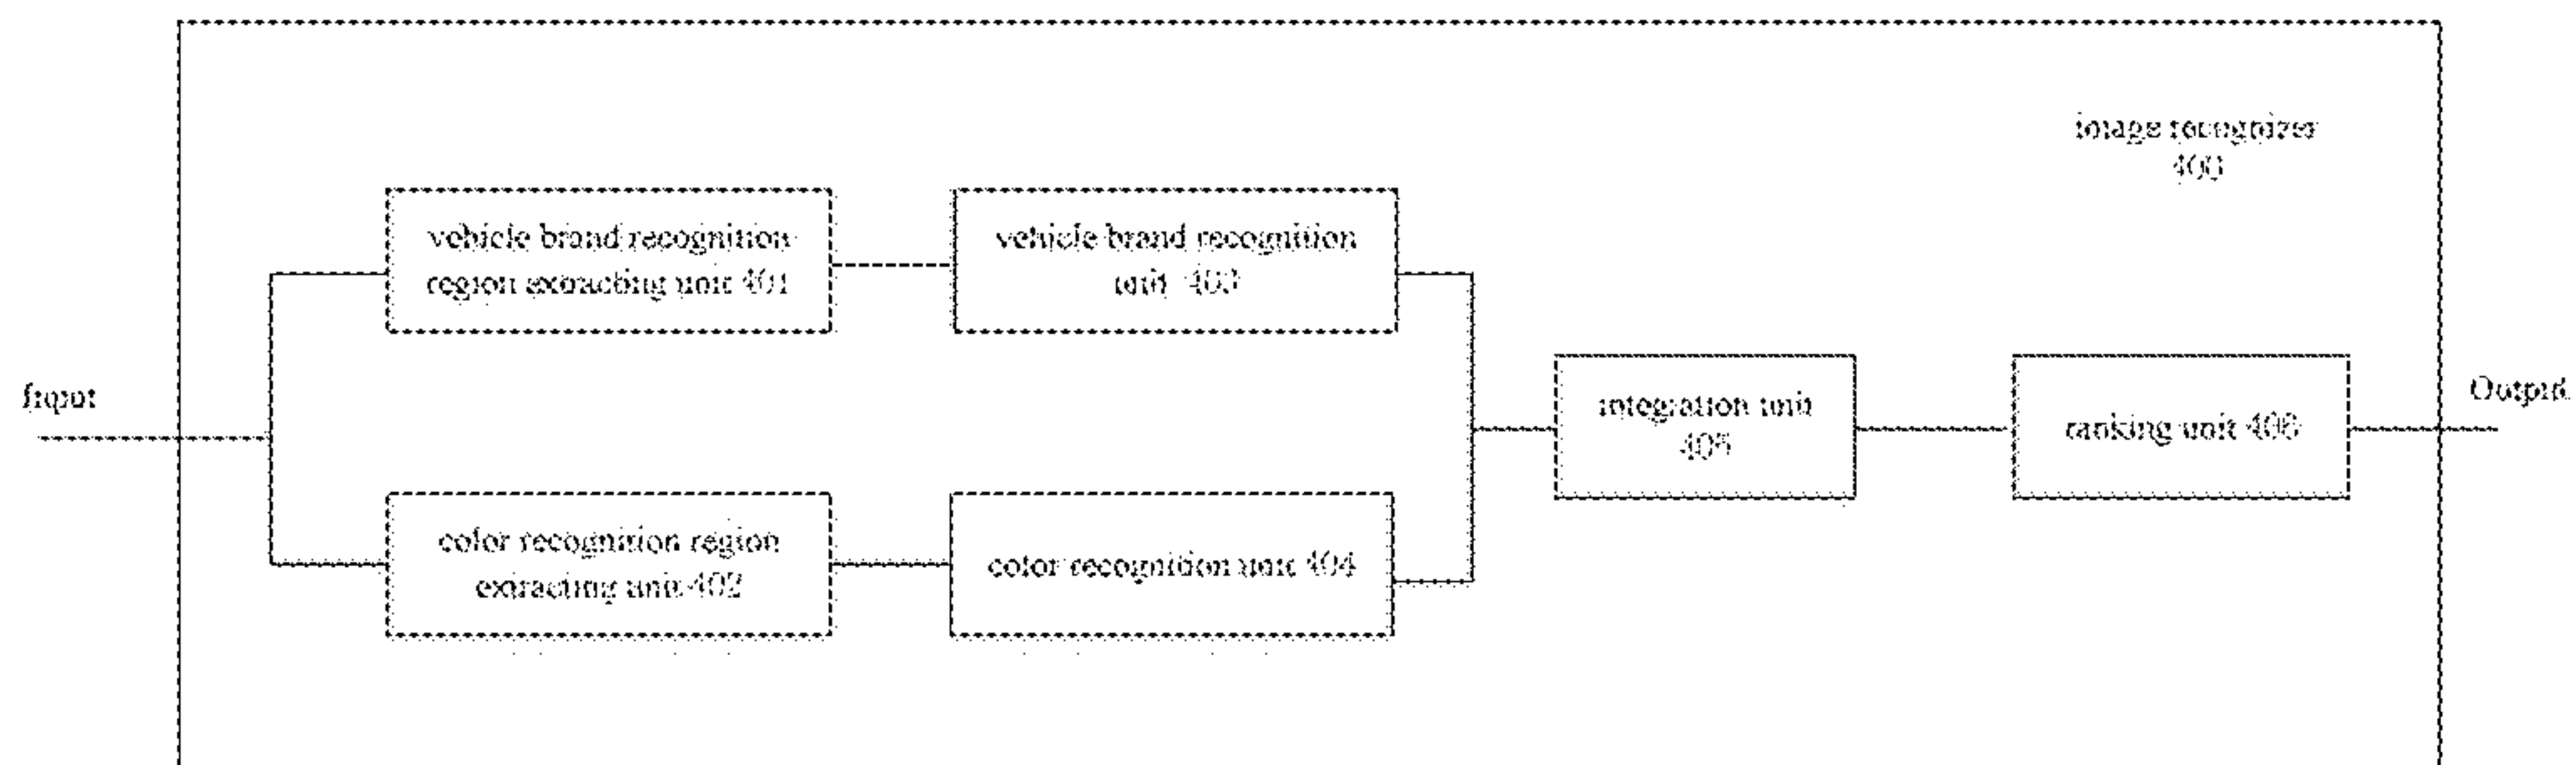 image recognizer
400
vehicle brand recognition
region extracting unit 401
vehicle brand recognition
unit 403
Input
Output
integration unit
405
ranking unit 406
color recognition region
extracting unit 402
color recognition unit 404